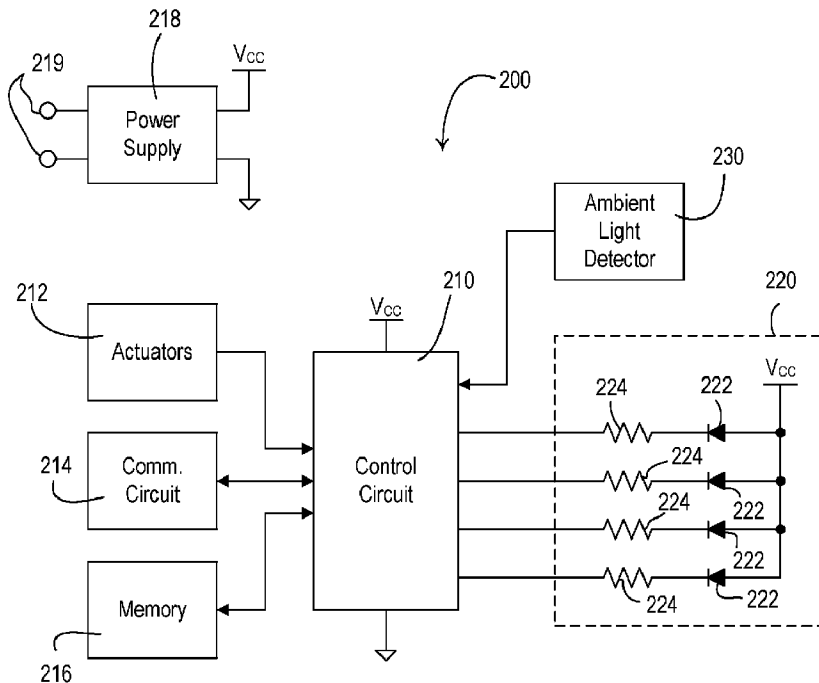 218
219
VCC
Power
Supply
200
230
Ambient
Light
Detector
212
Actuators
210
VCC
220
VCC
214
Comm.
Circuit
Control
Circuit
224
222
224
222
224
222
224
222
Memory
216